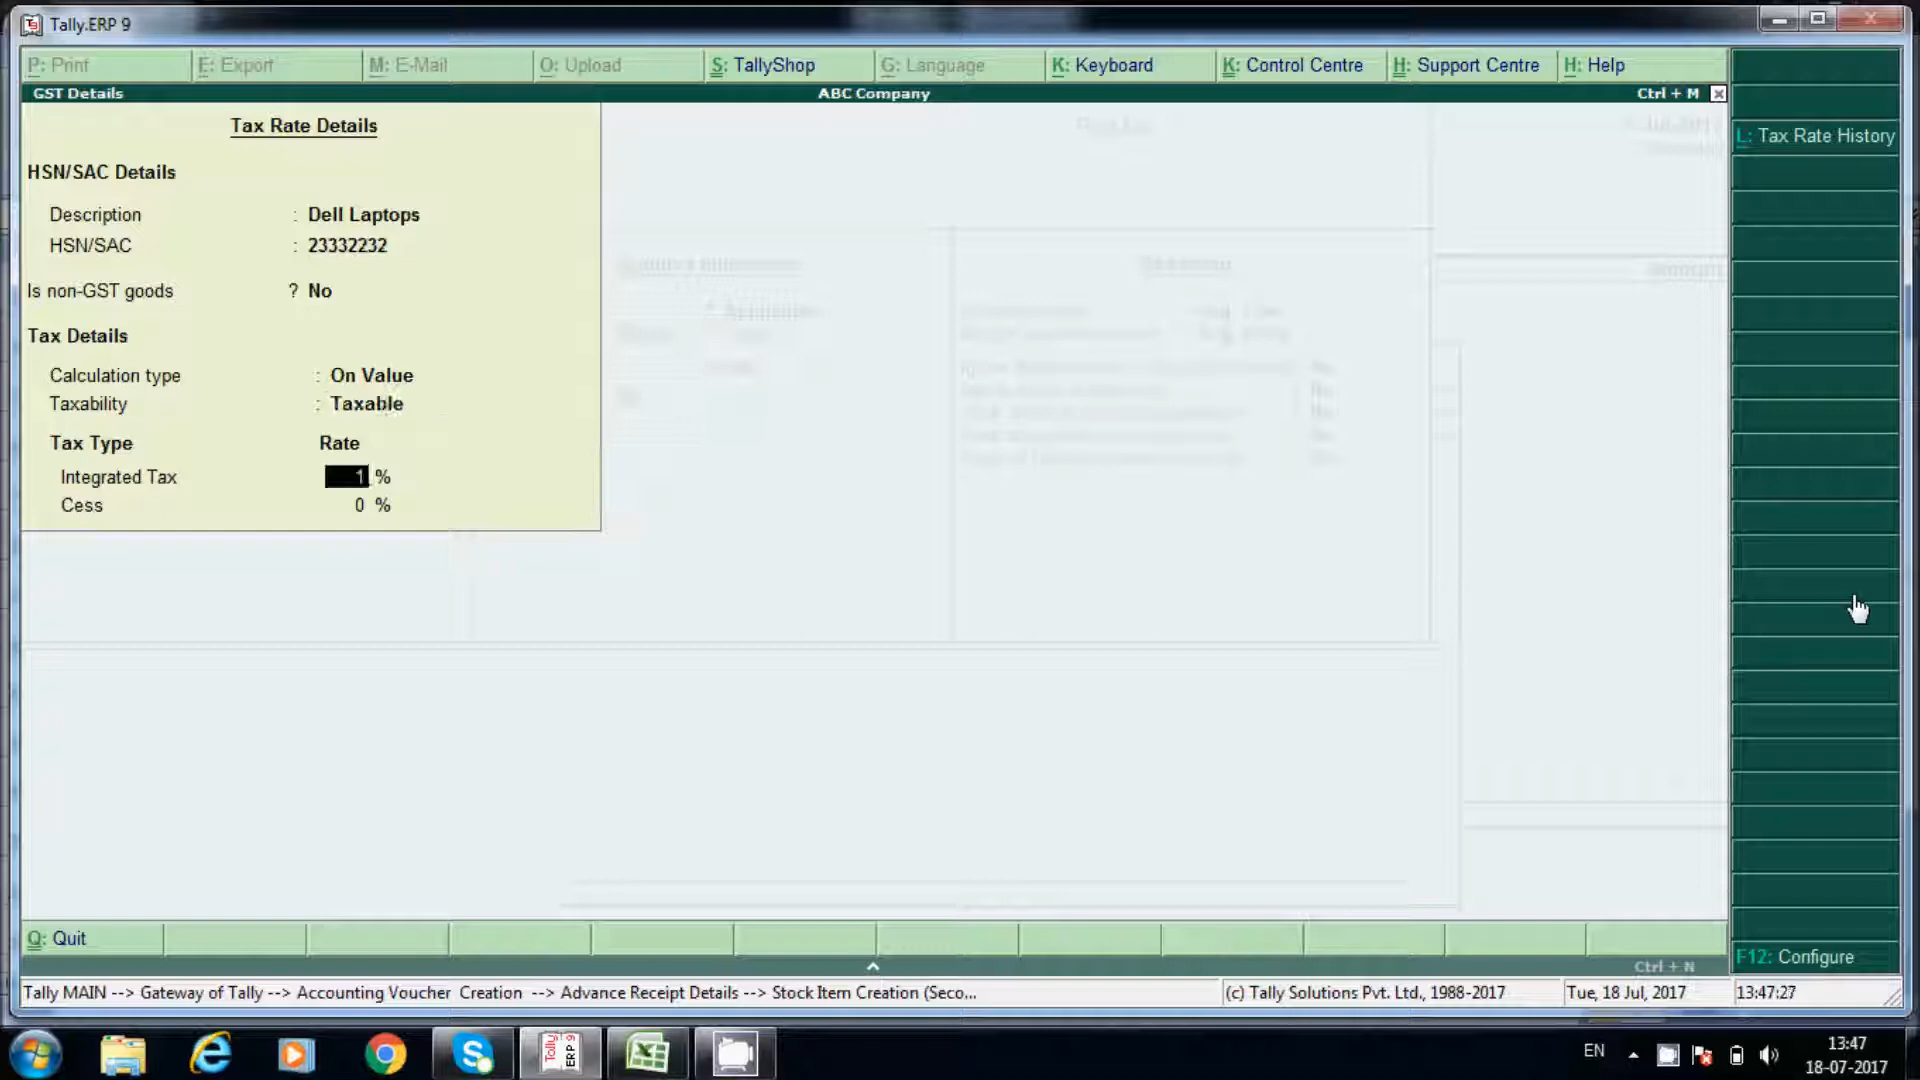 Tally.ERP 9
P: Print
E: Export
M: E-Mail
O: Upload
S: TallyShop
G: Language
K: Keyboard
K: Control Centre
H: Support Centre
H: Help
GST Details
ABC Company
Ctrl + M
Tax Rate Details
HSN/SAC Details
Description : Dell Laptops
HSN/SAC : 23332232
Is non-GST goods ? No
Tax Details
Calculation type : On Value
Taxability : Taxable
Tax Type Rate
Integrated Tax 1 %
Cess 0 %
L: Tax Rate History
Q: Quit
F12: Configure
Ctrl + N
Tally MAIN --> Gateway of Tally --> Accounting Voucher Creation --> Advance Receipt Details --> Stock Item Creation (Seco...
(c) Tally Solutions Pvt. Ltd., 1988-2017
Tue, 18 Jul, 2017
13:47:27
Tally
ERP 9
EN
13:47
18-07-2017